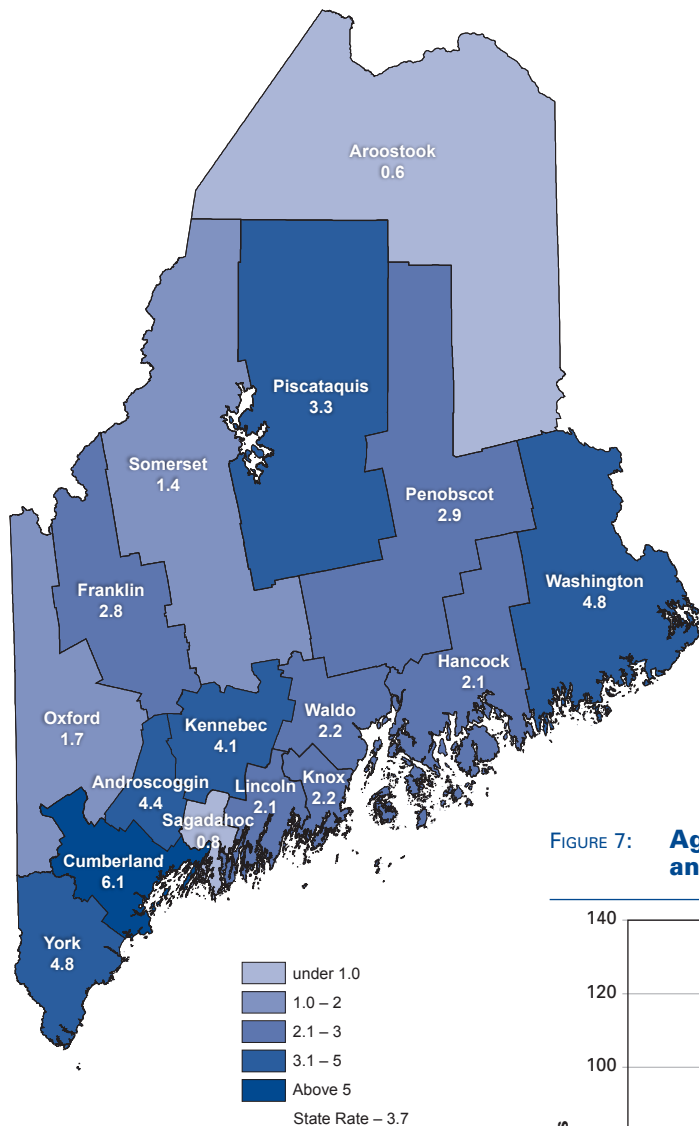 Aroostook
0.6
Piscataquis
3.3
Somerset
1.4
Penobscot
2.9
Franklin
2.8
Washington
4.8
Hancock
2.1
Oxford
1.7
Kennebec
4.1
Waldo
2.2
Androscoggin
4.4
Lincoln
2.1
Knox
2.2
Sagadahoc
0.8
Cumberland
6.1
York
4.8
under 1.0
1.0 – 2
2.1 – 3
3.1 – 5
Above 5
State Rate – 3.7
FIGURE 7: Ag
an
140
120
100
s